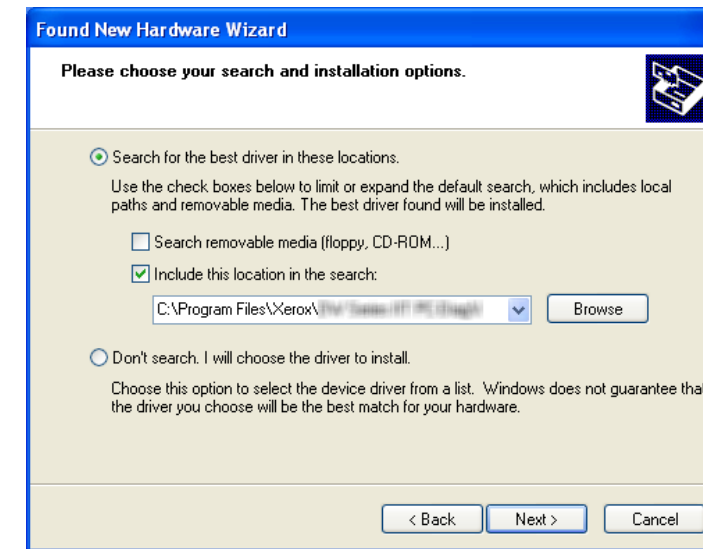 Found New Hardware Wizard
Please choose your search and installation options.
Search for the best driver in these locations.
Use the check boxes below to limit or expand the default search, which includes local
paths and removable media. The best driver found will be installed.
Search removable media (floppy, CD-ROM...)
Include this location in the search:
C:\Program Files\Xerox\
Browse
Don't search. I will choose the driver to install.
Choose this option to select the device driver from a list. Windows does not guarantee tha
the driver you choose will be the best match for your hardware.
< Back
Next >
Cancel